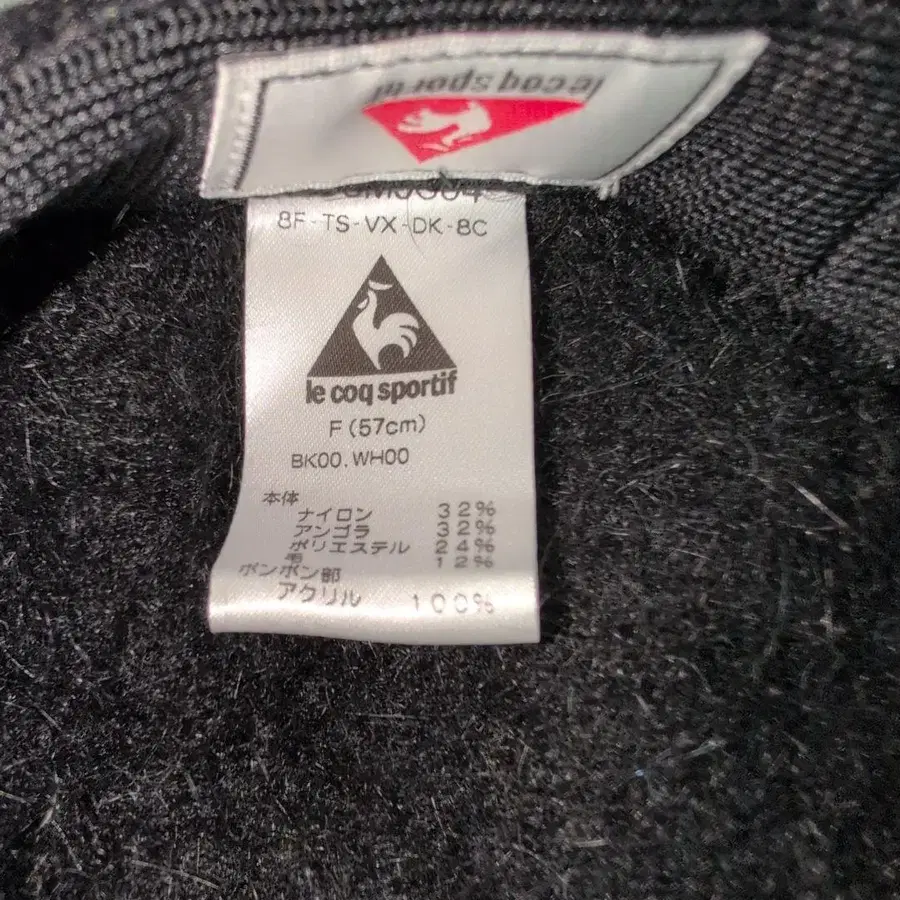 le coq sportif
8F-TS-VX-DK-8C
le coq sportif
F (57cm)
BK00.WH00
本体
ナイロン 32%
アンゴラ 32%
ポリエステル 24%
毛 12%
ポンポン部
アクリル 100%